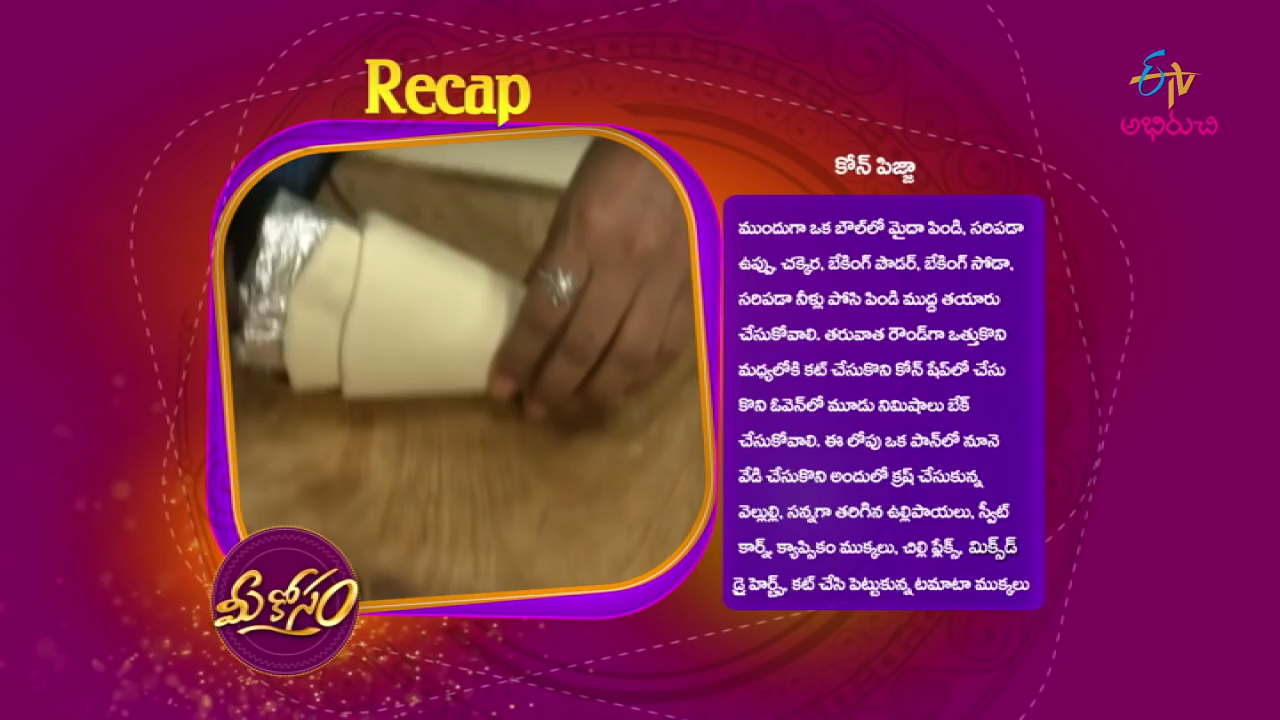 Recap
ETV
అభిరుచి
కోన్ పిజ్జా
ముందుగా ఒక బౌల్‌లో మైదా పిండి, సరిపడా
ఉప్పు, చక్కెర, బేకింగ్ పౌడర్, బేకింగ్ సోడా,
సరిపడా నీళ్లు పోసి పిండి ముద్ద తయారు
చేసుకోవాలి. తరువాత రౌండ్‌గా ఒత్తుకొని
మధ్యలోకి కట్ చేసుకొని కోన్ షేప్‌లో చేసు
కొని ఓవెన్‌లో మూడు నిమిషాలు బేక్
చేసుకోవాలి. ఈ లోపు ఒక పాన్‌లో నూనె
వేడి చేసుకొని అందులో క్రష్ చేసుకున్న
వెల్లుల్లి, సన్నగా తరిగిన ఉల్లిపాయలు, స్వీట్
కార్న్, క్యాప్సికం ముక్కలు, చిల్లి ఫ్లేక్స్, మిక్స్‌డ్
డ్రై హెర్బ్స్, కట్ చేసి పెట్టుకున్న టమాటా ముక్కలు
మీ కోసం